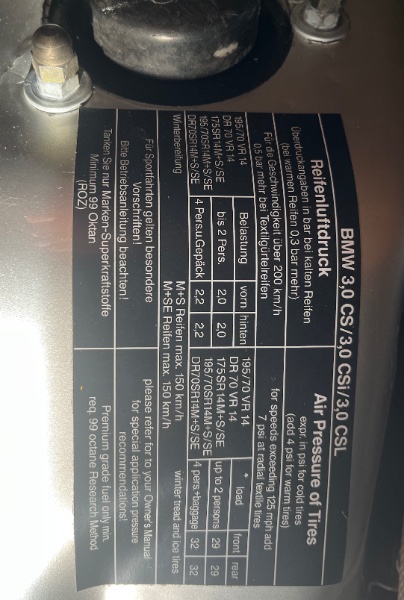 BMW 3,0 CS/3,0 CSi/3,0 CSL
Reifenluftdruck
Überdruckangaben in bar bei kalten Reifen
(bei warmen Reifen 0,3 bar mehr)
Für die Geschwindigkeit über 200 km/h
0,5 bar mehr bei Textilgürtelreifen
195/70 VR 14
DR 70 VR 14
175SR14M+S/SE
195/70SR14M+S/SE
DR70SR14M+S/SE
Belastung vorn hinten
bis 2 Pers. 2,0 2,0
4 Pers.u.Gepäck 2,2 2,2
Winterbereifung M+S Reifen max. 150 km/h
M+SE Reifen max. 150 km/h
Für Sportfahrten gelten besondere
Vorschriften!
Eine Betriebsanleitung beachten!
Tanken Sie nur Marken-Superkraftstoffe
Minimum 99 Oktan
(ROZ)
Air Pressure of Tires
expr. in psi for cold tires
(add 4 psi for warm tires)
for speeds exceeding 125 mph add
7 psi at radial textile tires
195/70 VR 14
DR 70 VR 14
175SR14M+S/SE
195/70SR14M+S/SE
DR70SR14M+S/SE
load front rear
up to 2 persons 29 29
4 pers.+baggage 32 32
winter tread and ice tires
please refer to your Owner's Manual
for special application pressure
recommendations!
Premium grade fuel only min.
req. 99 octane Research Method